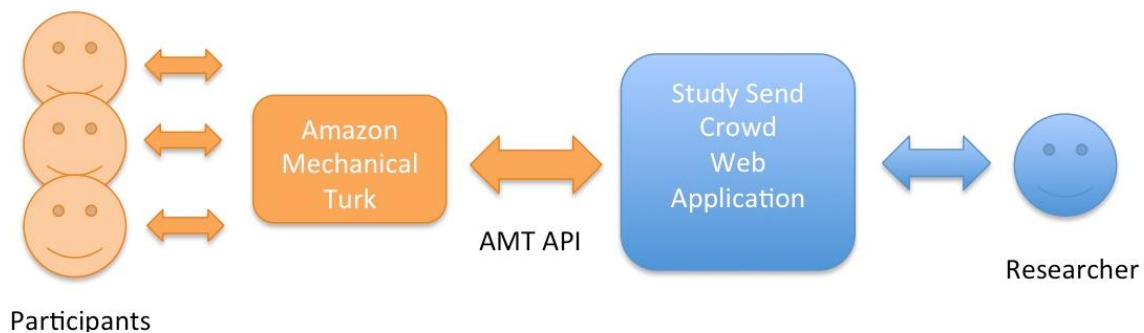 Amazon
Mechanical
Turk
AMT API
Study Send
Crowd
Web
Application
Researcher
Participants